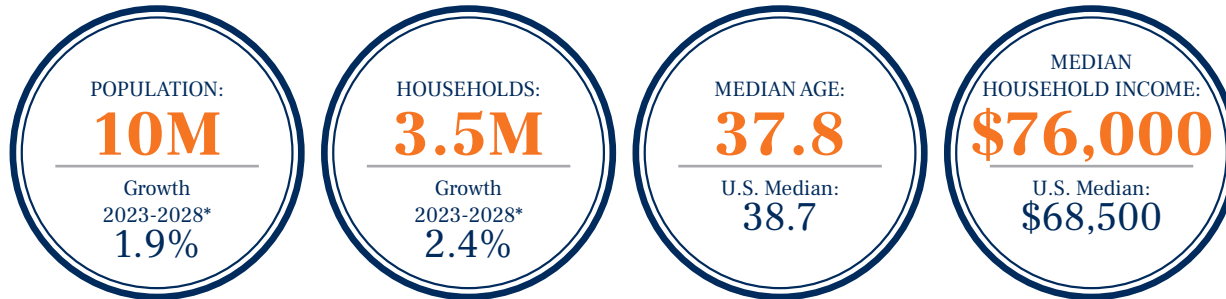 POPULATION:
10M
Growth
2023-2028*
1.9%
HOUSEHOLDS:
3.5M
Growth
2023-2028*
2.4%
MEDIAN AGE:
37.8
U.S. Median:
38.7
MEDIAN
HOUSEHOLD INCOME:
$76,000
U.S. Median:
$68,500